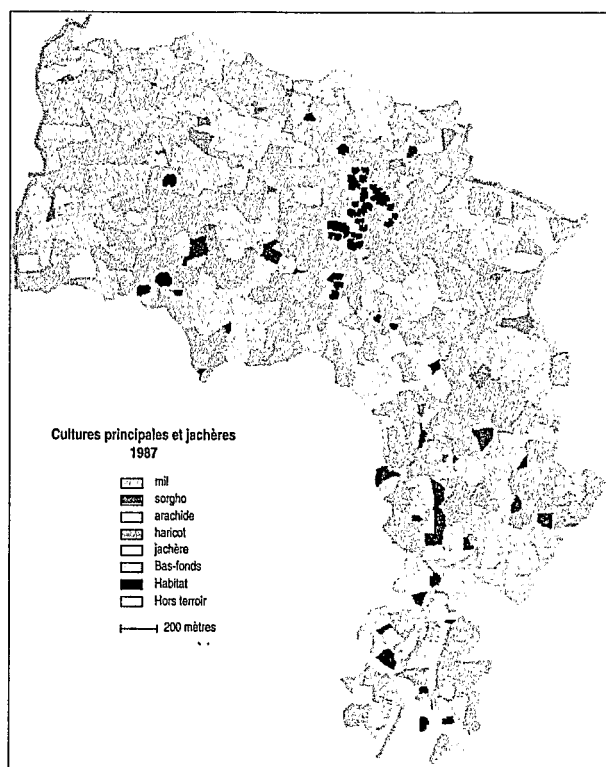 Cultures principales et jachères
1987
mil
sorgho
arachide
haricot
jachère
Bas-fonds
Habitat
Hors terroir
200 mètres